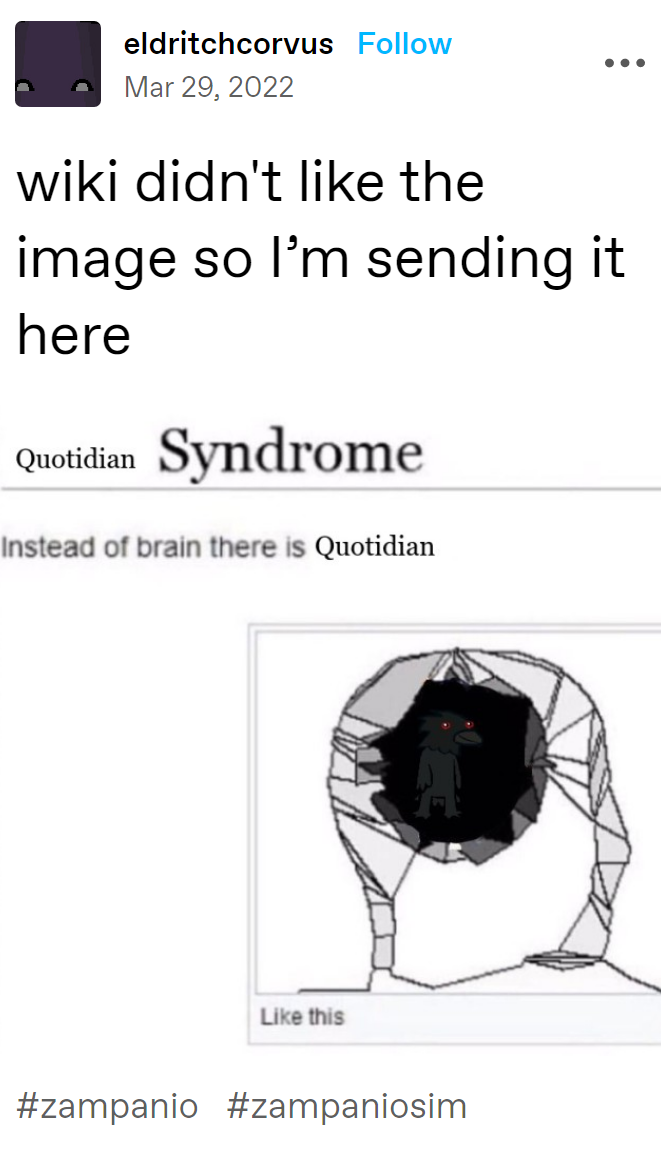 eldritchcorvus Follow
Mar 29, 2022
wiki didn't like the
image so I’m sending it
here
Quotidian Syndrome
Instead of brain there is Quotidian
Like this
#zampanio #zampaniosim